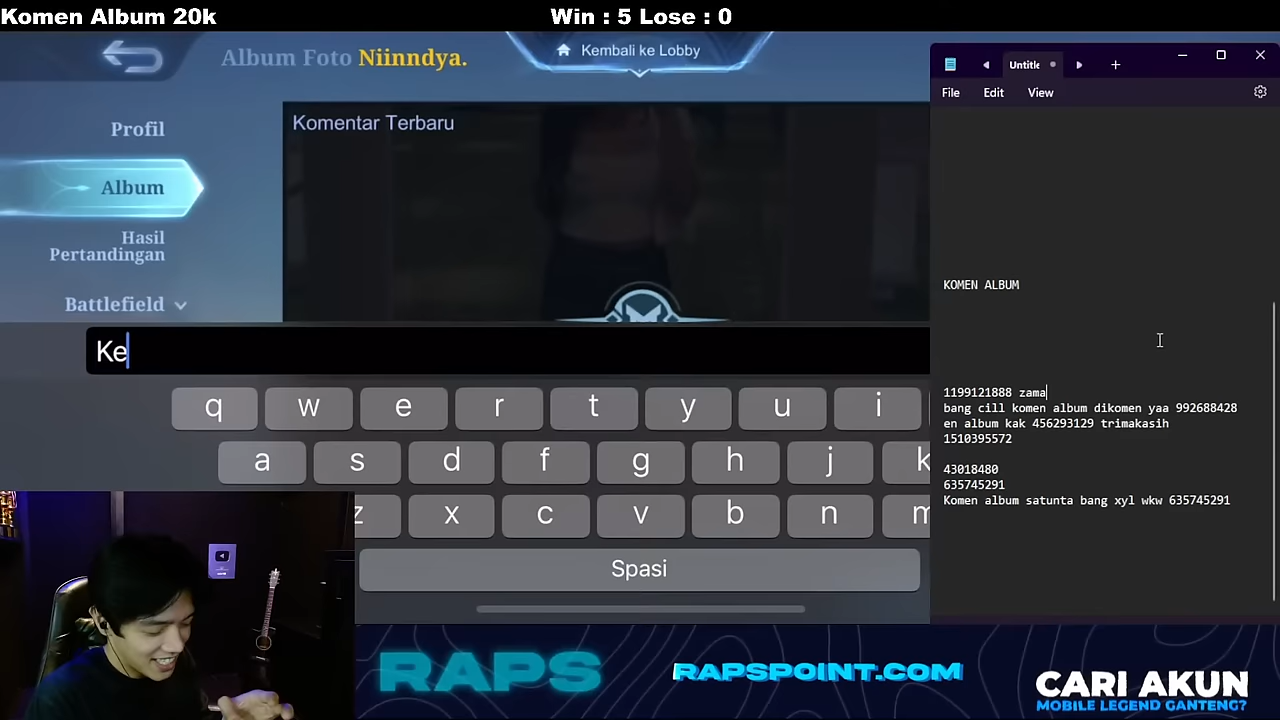 Komen Album 20k
Win : 5 Lose : 0
Album Foto Niinndya.
Kembali ke Lobby
Profil
Album
Hasil
Pertandingan
Battlefield
Komentar Terbaru
Ke
q w e r t y u i
a s d f g h j k
z x c v b n m
Spasi
Untitle
File Edit View
KOMEN ALBUM
1199121888 zama
bang cill komen album dikomen yaa 992688428
en album kak 456293129 trimakasih
1510395572
43018480
635745291
Komen album satunta bang xyl wkw 635745291
RAPS
RAPSPOINT.COM
CARI AKUN
MOBILE LEGEND GANTENG?